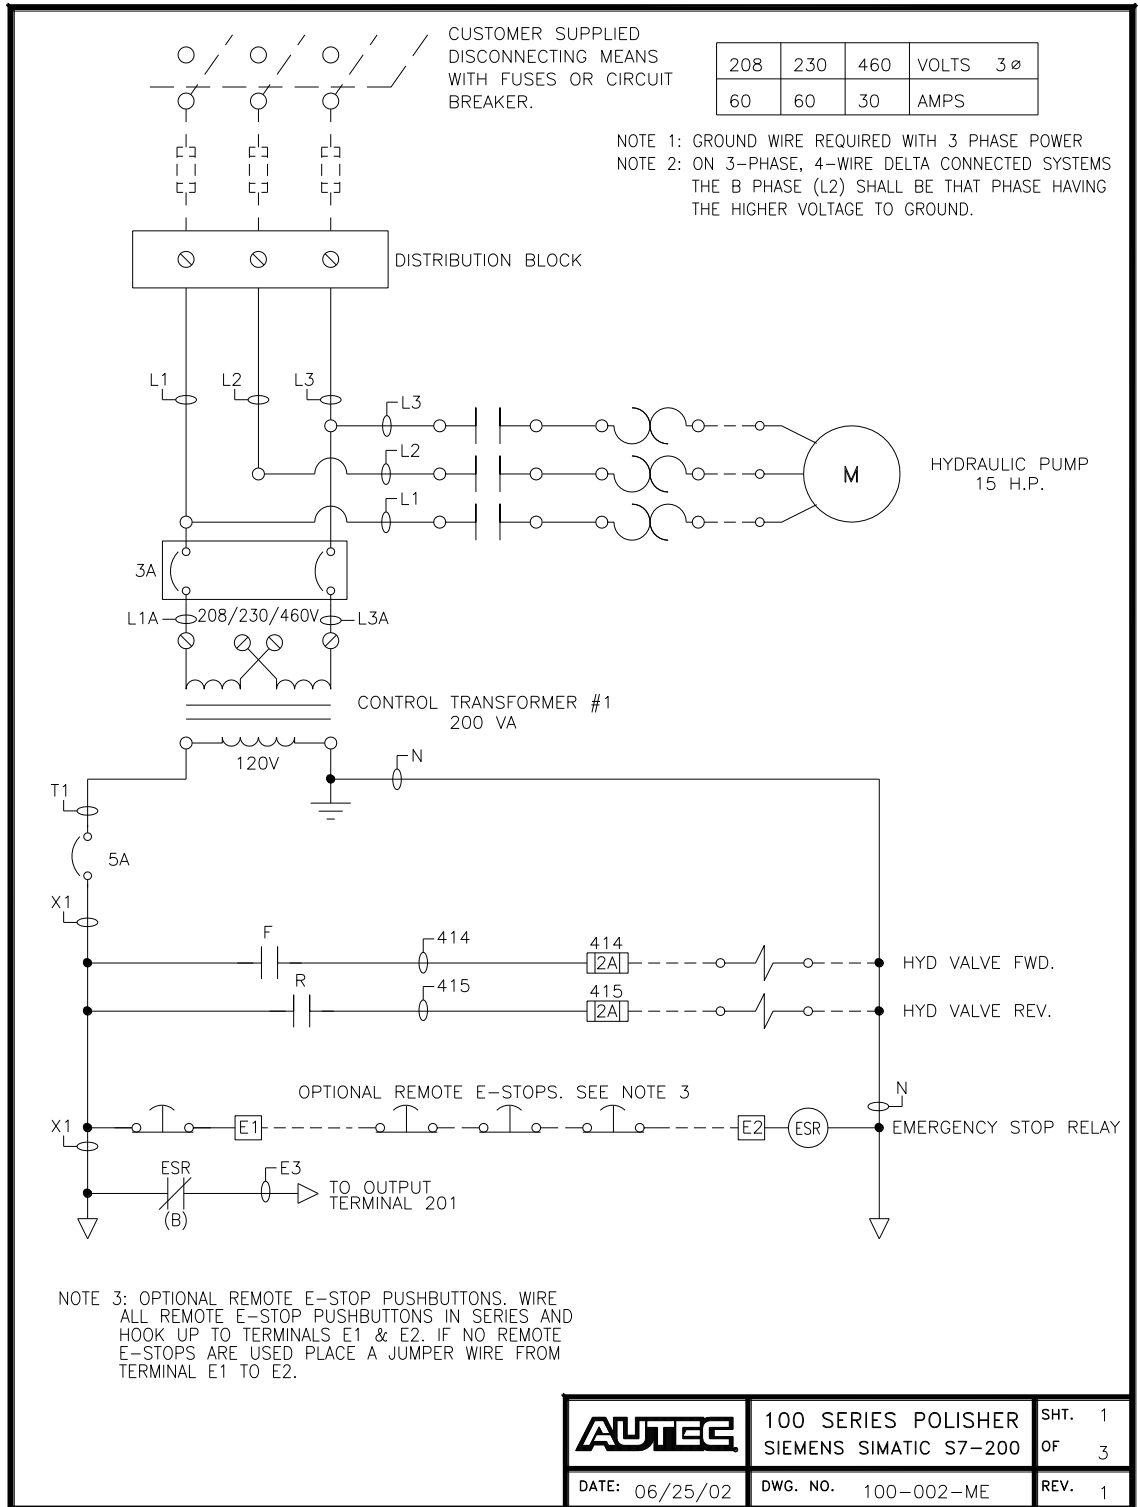 CUSTOMER SUPPLIED
DISCONNECTING MEANS
WITH FUSES OR CIRCUIT
BREAKER.
208 230 460 VOLTS 3⌀
60 60 30 AMPS
NOTE 1: GROUND WIRE REQUIRED WITH 3 PHASE POWER
NOTE 2: ON 3-PHASE, 4-WIRE DELTA CONNECTED SYSTEMS
THE B PHASE (L2) SHALL BE THAT PHASE HAVING
THE HIGHER VOLTAGE TO GROUND.
DISTRIBUTION BLOCK
L1 L2 L3
L3
L2
L1
M
HYDRAULIC PUMP
15 H.P.
3A
L1A 208/230/460V L3A
CONTROL TRANSFORMER #1
200 VA
120V
N
T1
5A
X1
F 414 414
2A
HYD VALVE FWD.
R 415 415
2A
HYD VALVE REV.
OPTIONAL REMOTE E-STOPS. SEE NOTE 3
N
X1 E1 E2 ESR EMERGENCY STOP RELAY
ESR E3
(B)
TO OUTPUT
TERMINAL 201
NOTE 3: OPTIONAL REMOTE E-STOP PUSHBUTTONS. WIRE
ALL REMOTE E-STOP PUSHBUTTONS IN SERIES AND
HOOK UP TO TERMINALS E1 & E2. IF NO REMOTE
E-STOPS ARE USED PLACE A JUMPER WIRE FROM
TERMINAL E1 TO E2.
AUTEC
100 SERIES POLISHER
SIEMENS SIMATIC S7-200
SHT. 1
OF 3
DATE: 06/25/02
DWG. NO. 100-002-ME
REV. 1